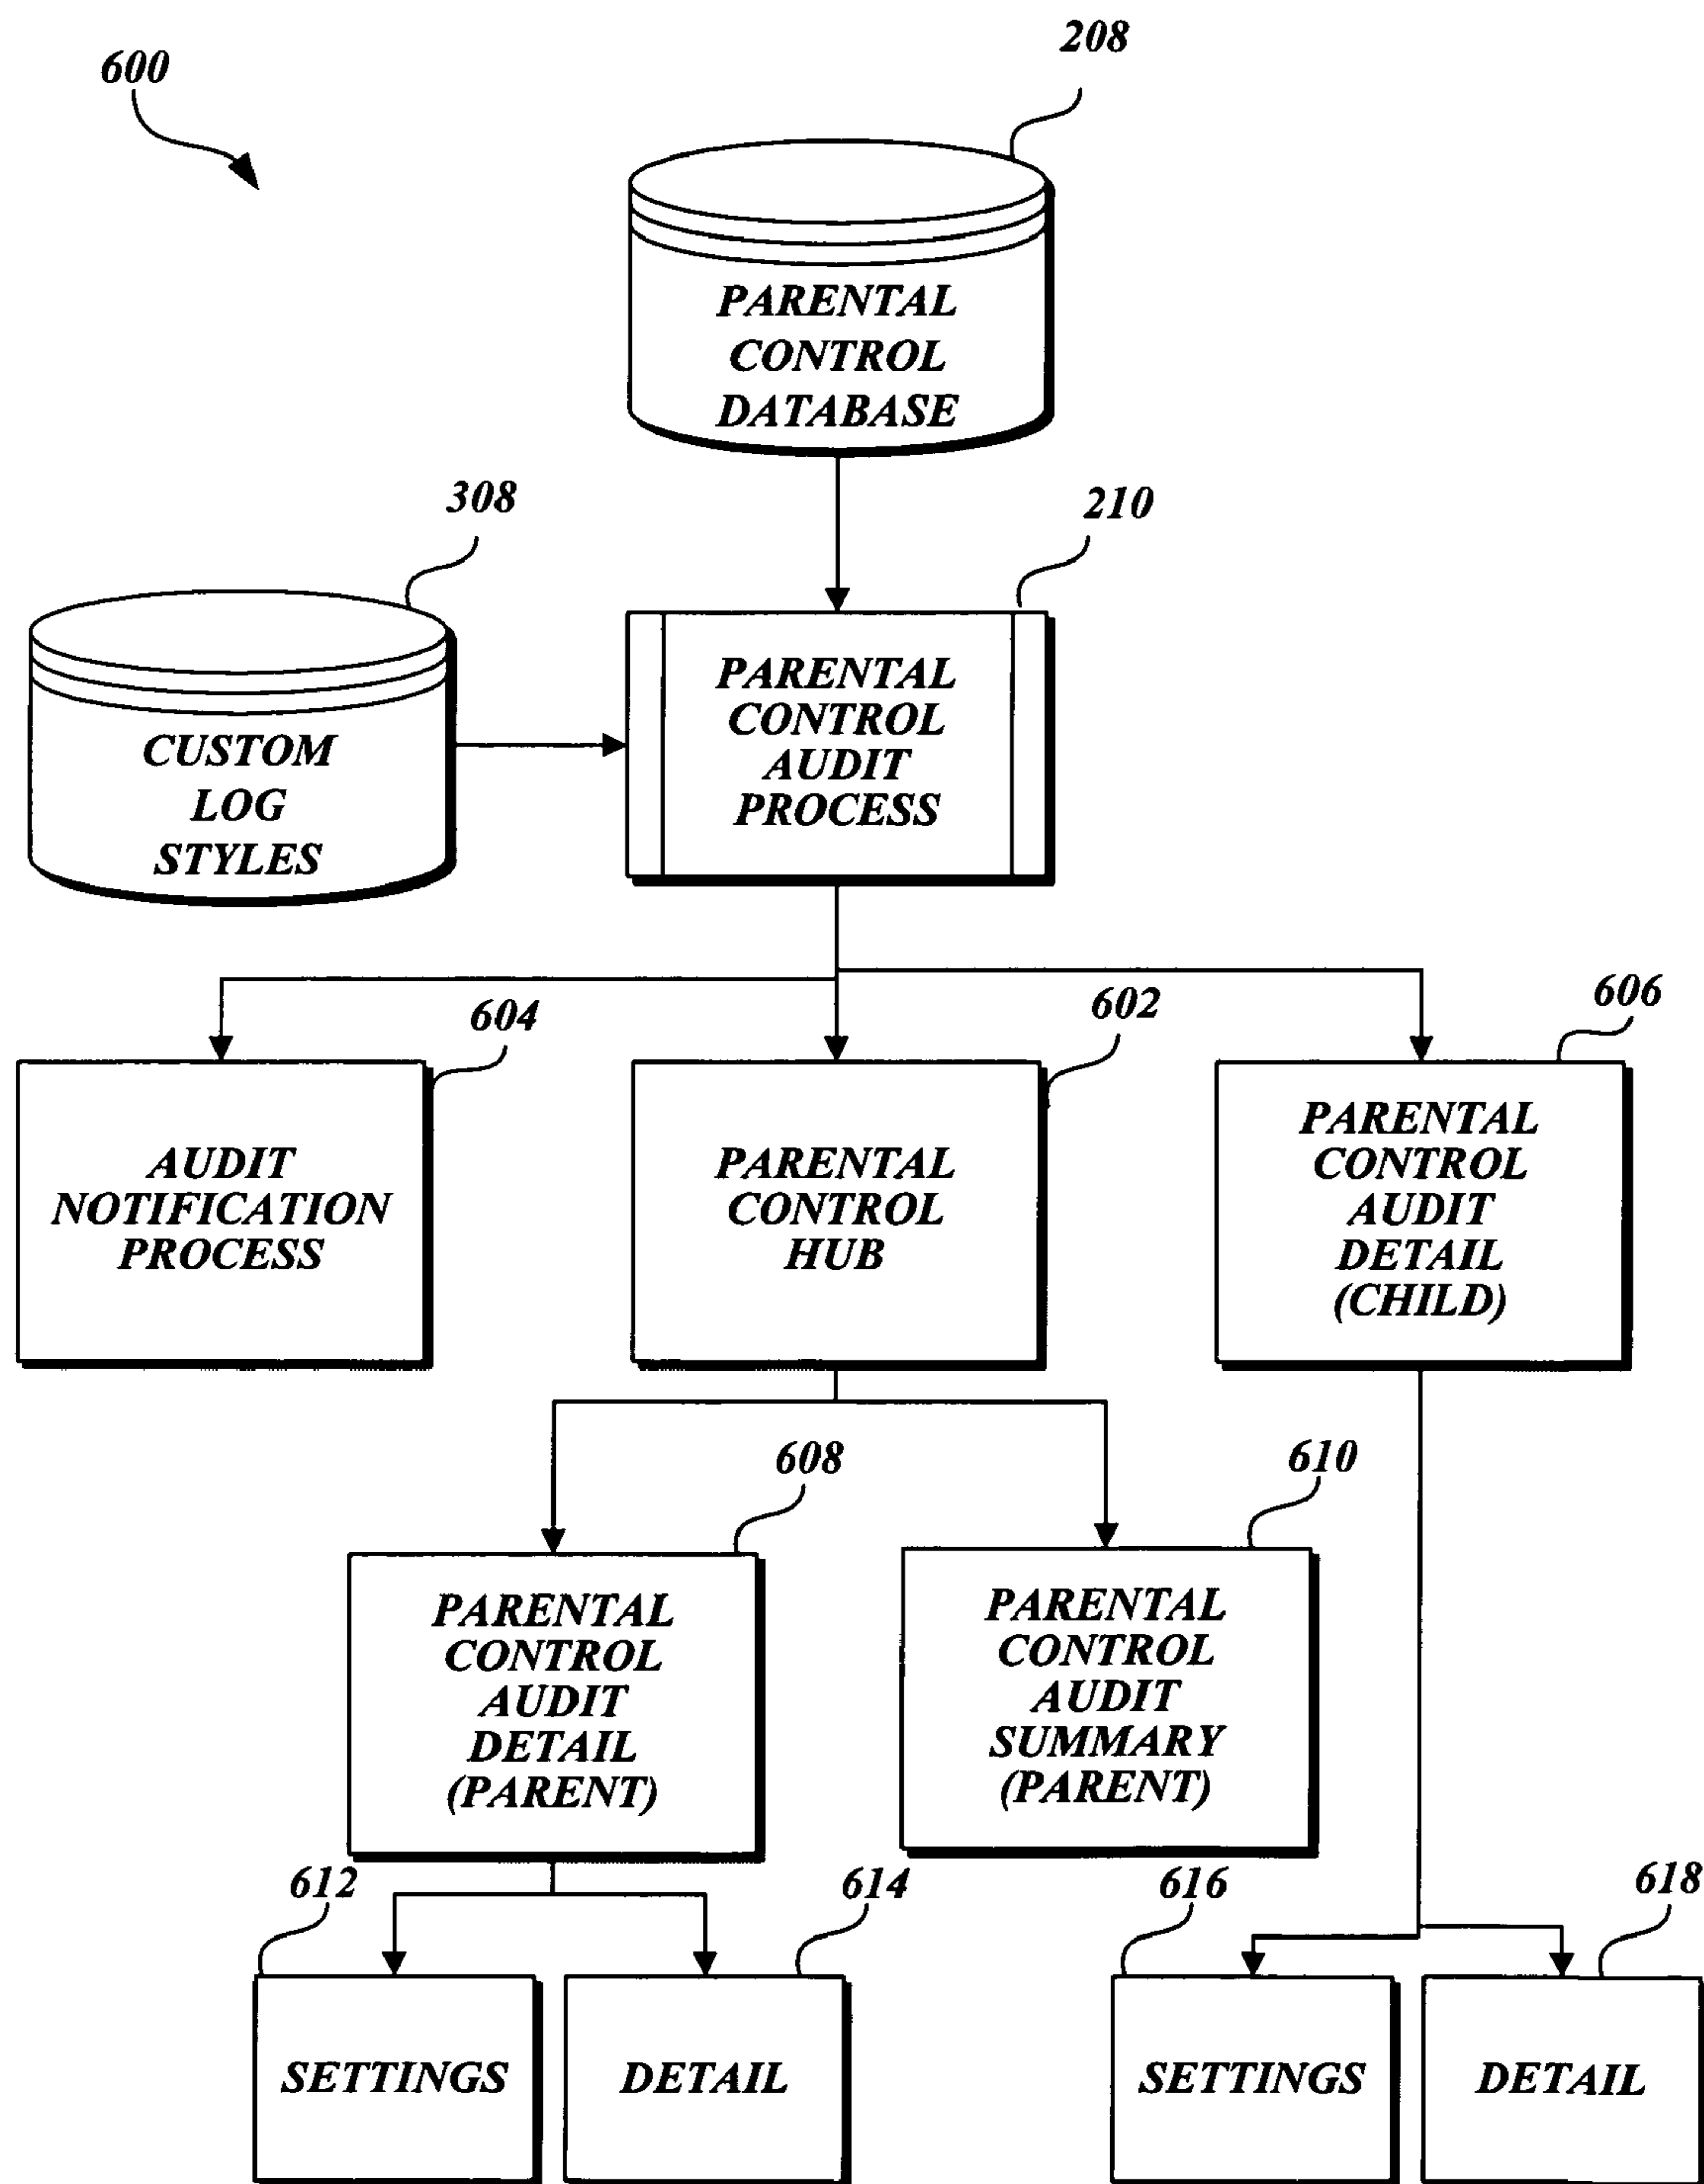 600
208
PARENTAL
CONTROL
DATABASE
308
210
CUSTOM
LOG
STYLES
PARENTAL
CONTROL
AUDIT
PROCESS
604
602
606
AUDIT
NOTIFICATION
PROCESS
PARENTAL
CONTROL
HUB
PARENTAL
CONTROL
AUDIT
DETAIL
(CHILD)
608
610
PARENTAL
CONTROL
AUDIT
DETAIL
(PARENT)
PARENTAL
CONTROL
AUDIT
SUMMARY
(PARENT)
612
614
616
618
SETTINGS
DETAIL
SETTINGS
DETAIL